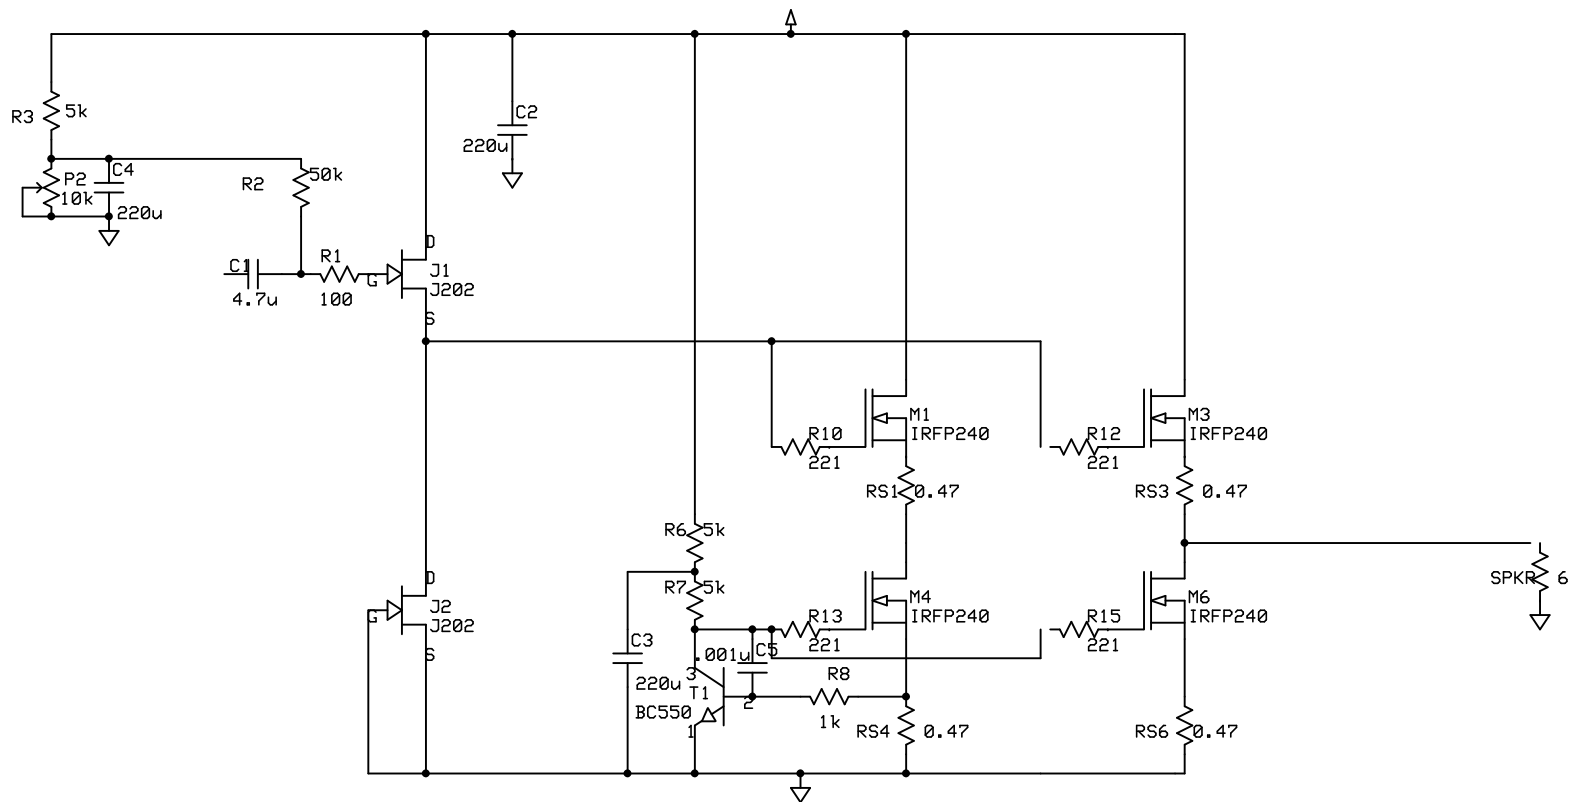 R3
5k
P2
10k
C4
220u
R2
50k
C1
4.7u
R1
100
G
D
J1
J202
S
C2
220u
G
D
J2
J202
S
R6
5k
R7
5k
C3
220u
.001u
C5
3
T1
BC550
2
1
R8
1k
R10
221
M1
IRFP240
RS1
0.47
R13
221
M4
IRFP240
RS4
0.47
R12
221
M3
IRFP240
RS3
0.47
R15
221
M6
IRFP240
RS6
0.47
SPKR
6